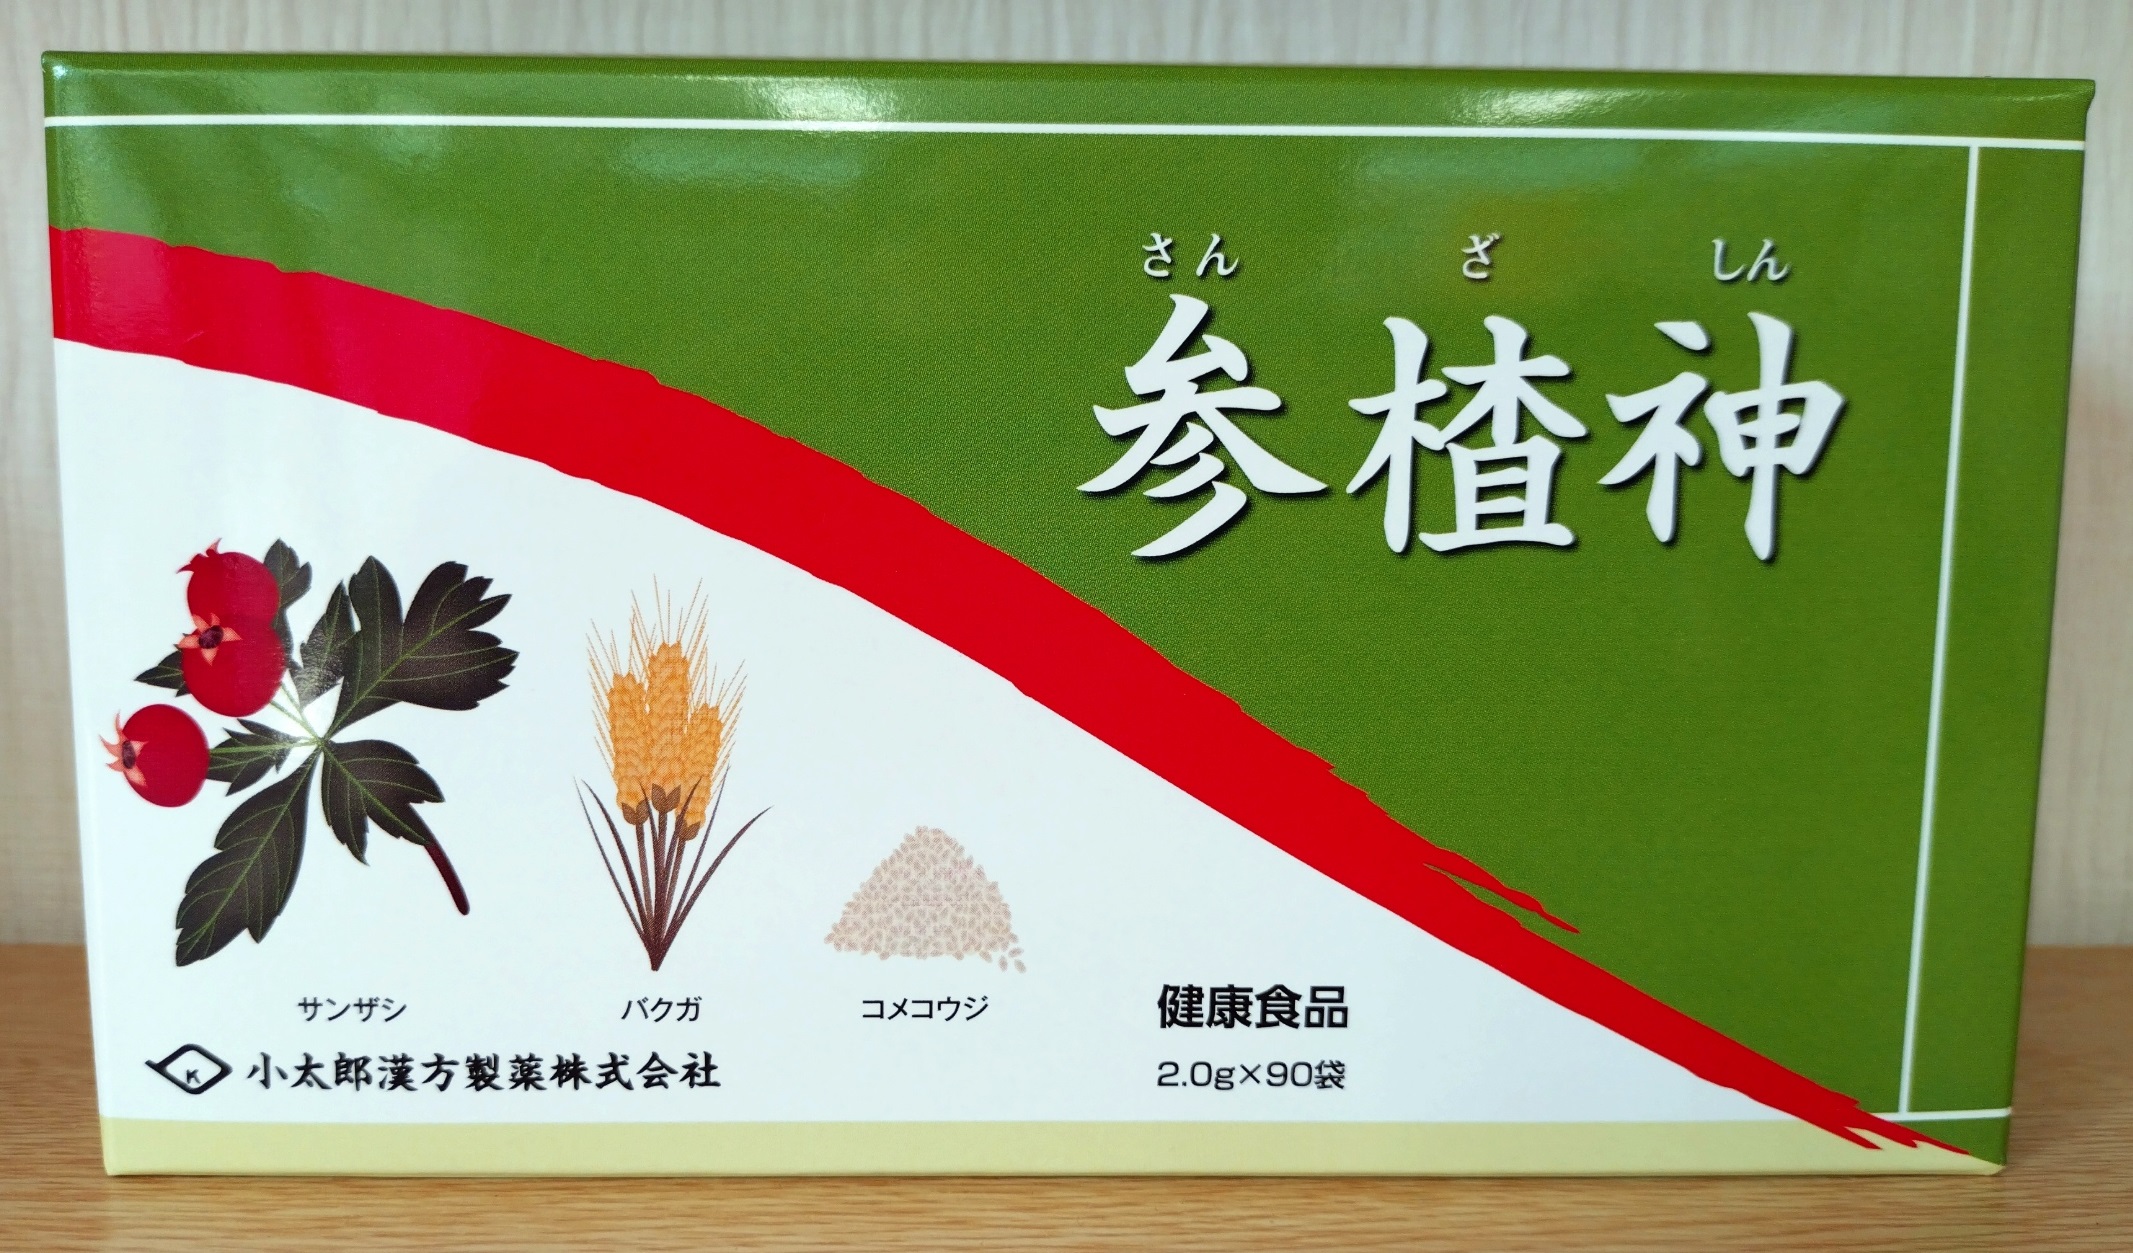 さん ざ しん
参楂神
サンザシ バクガ コメコウジ
健康食品
K 小太郎漢方製薬株式会社
2.0g×90袋